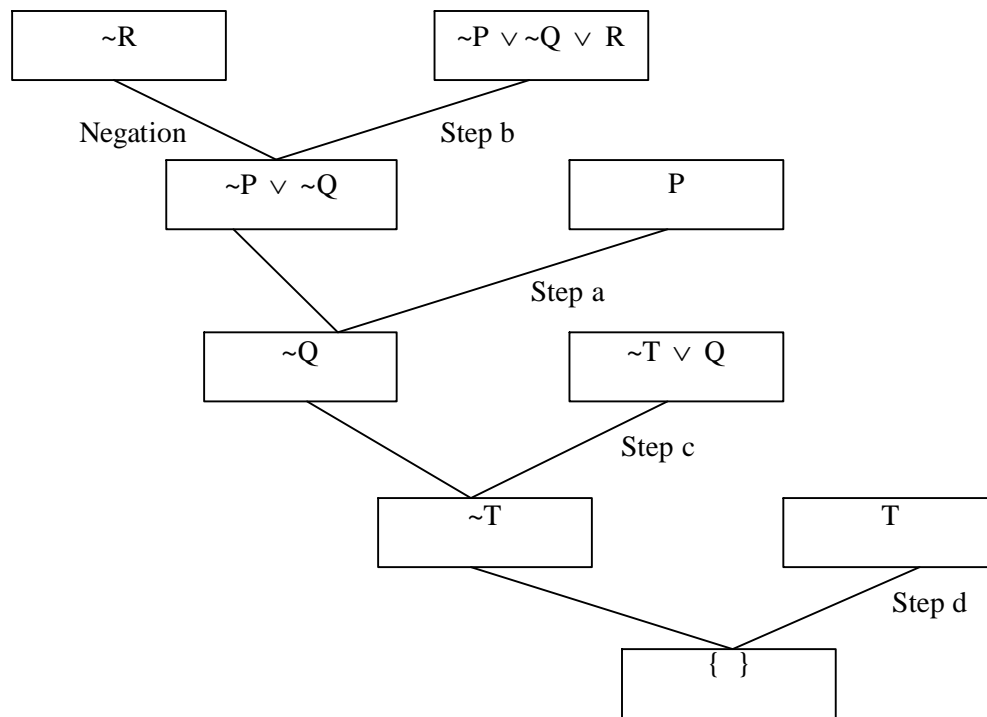 ~R
~P ∨ ~Q ∨ R
Negation
Step b
~P ∨ ~Q
P
Step a
~Q
~T ∨ Q
Step c
~T
T
Step d
{ }